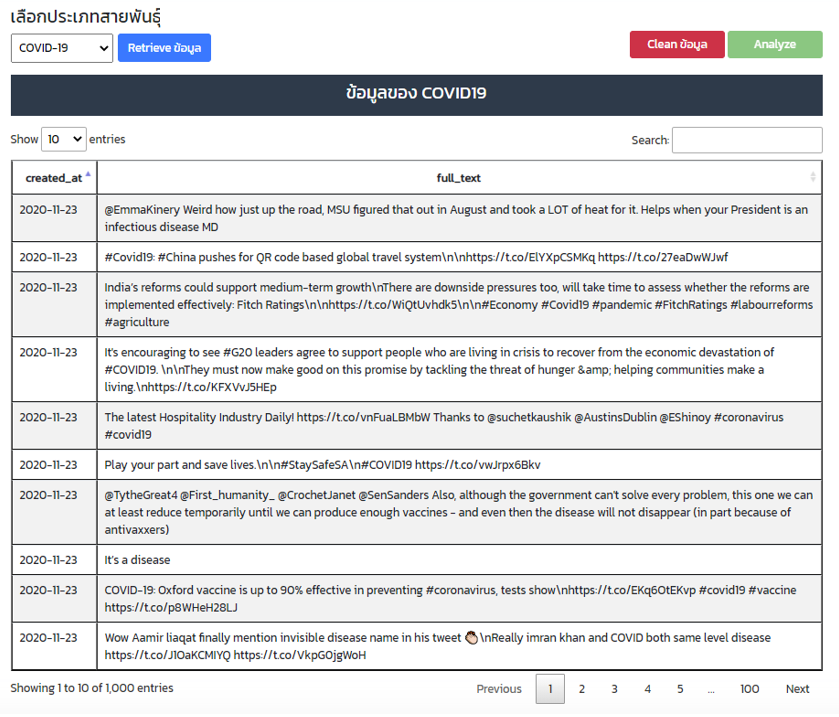 เลือกประเภทสายพันธุ์
COVID-19 Retrieve ข้อมูล Clean ข้อมูล Analyze
ข้อมูลของ COVID19
Show 10 entries Search:
created_at full_text
2020-11-23 @EmmaKinery Weird how just up the road, MSU figured that out in August and took a LOT of heat for it. Helps when your President is an
infectious disease MD
2020-11-23 #Covid19: #China pushes for QR code based global travel system\n\nhttps://t.co/ElYXpCSMKq https://t.co/27eaDwWJwf
2020-11-23 India's reforms could support medium-term growth\nThere are downside pressures too, will take time to assess whether the reforms are
implemented effectively: Fitch Ratings\n\nhttps://t.co/WiQtUvhdk5\n\n#Economy #Covid19 #pandemic #FitchRatings #labourreforms
#agriculture
2020-11-23 It's encouraging to see #G20 leaders agree to support people who are living in crisis to recover from the economic devastation of
#COVID19. \n\nThey must now make good on this promise by tackling the threat of hunger &amp; helping communities make a
living.\nhttps://t.co/KFXVvJ5HEp
2020-11-23 The latest Hospitality Industry Daily! https://t.co/vnFuaLBMbW Thanks to @suchetkaushik @AustinsDublin @EShinoy #coronavirus
#covid19
2020-11-23 Play your part and save lives.\n\n#StaySafeSA\n#COVID19 https://t.co/vwJrpx6Bkv
2020-11-23 @TytheGreat4 @First_humanity_ @CrochetJanet @SenSanders Also, although the government can't solve every problem, this one we can
at least reduce temporarily until we can produce enough vaccines - and even then the disease will not disappear (in part because of
antivaxxers)
2020-11-23 It's a disease
2020-11-23 COVID-19: Oxford vaccine is up to 90% effective in preventing #coronavirus, tests show\nhttps://t.co/EKq6OtEKvp #covid19 #vaccine
https://t.co/p8WHeH28LJ
2020-11-23 Wow Aamir liaqat finally mention invisible disease name in his tweet \nReally imran khan and COVID both same level disease
https://t.co/J1OaKCMIYQ https://t.co/VkpG0jgWoH
Showing 1 to 10 of 1,000 entries Previous 1 2 3 4 5 ... 100 Next